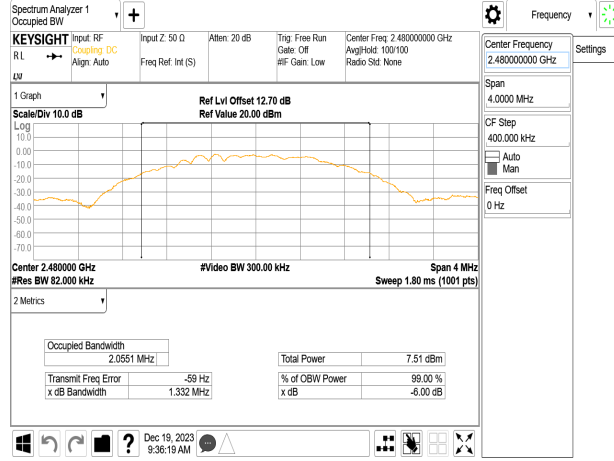 Spectrum Analyzer 1
Occupied BW
Frequency
KEYSIGHT
Input: RF
Coupling: DC
Align: Auto
Input Z: 50 Ω
Freq Ref: Int (S)
Atten: 20 dB
Trig: Free Run
Gate: Off
#IF Gain: Low
Center Freq: 2.480000000 GHz
Avg|Hold: 100/100
Radio Std: None
R L
LXI
Center Frequency
2.480000000 GHz
Settings
Span
4.0000 MHz
CF Step
400.000 kHz
Auto
Man
Freq Offset
0 Hz
1 Graph
Scale/Div 10.0 dB
Ref Lvl Offset 12.70 dB
Ref Value 20.00 dBm
Log
10.0
0.00
-10.0
-20.0
-30.0
-40.0
-50.0
-60.0
-70.0
Center 2.480000 GHz
#Res BW 82.000 kHz
#Video BW 300.00 kHz
Span 4 MHz
Sweep 1.80 ms (1001 pts)
2 Metrics
Occupied Bandwidth
2.0551 MHz
Total Power 7.51 dBm
Transmit Freq Error -59 Hz
% of OBW Power 99.00 %
x dB Bandwidth 1.332 MHz
x dB -6.00 dB
?
Dec 19, 2023
9:36:19 AM